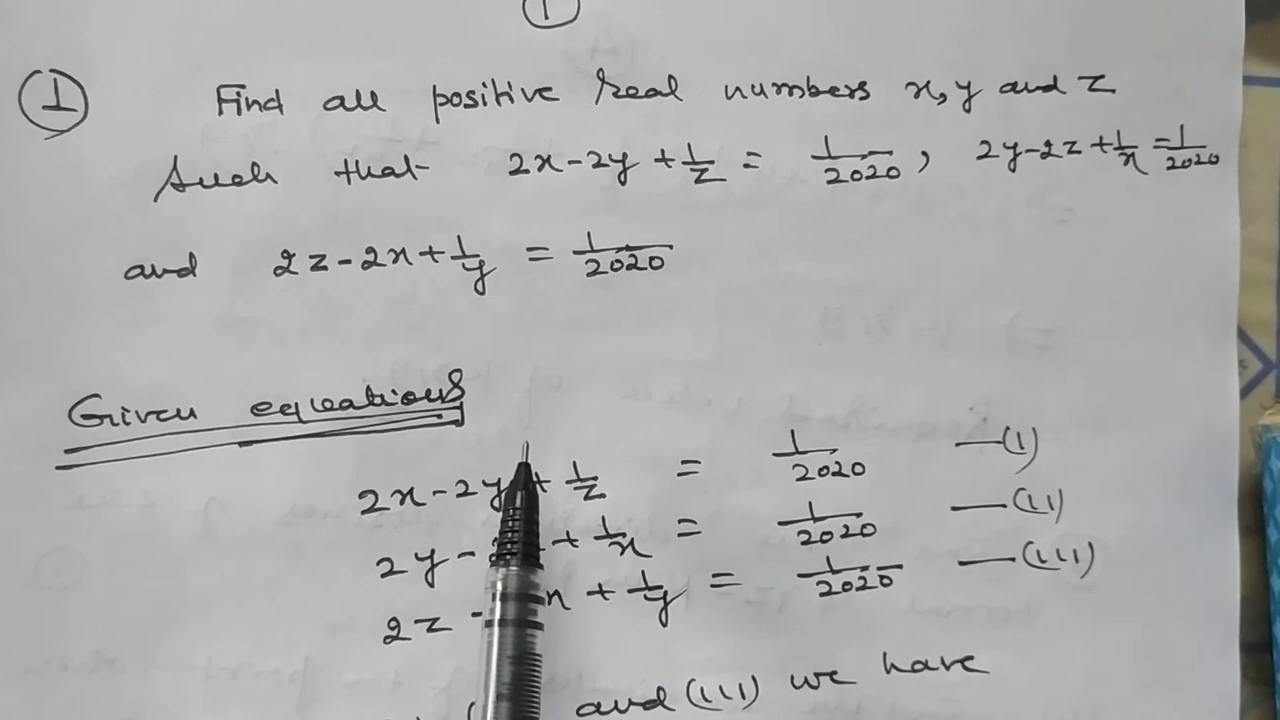 1
1 Find all positive real numbers x, y and z
Such that 2x-2y+1/z = 1/2020, 2y-2z+1/x = 1/2020
and 2z-2x+1/y = 1/2020
Given equations
2x-2y+1/z = 1/2020 —(I)
2y- +1/x = 1/2020 —(II)
2z - x + 1/y = 1/2020 —(III)
and (III) we have